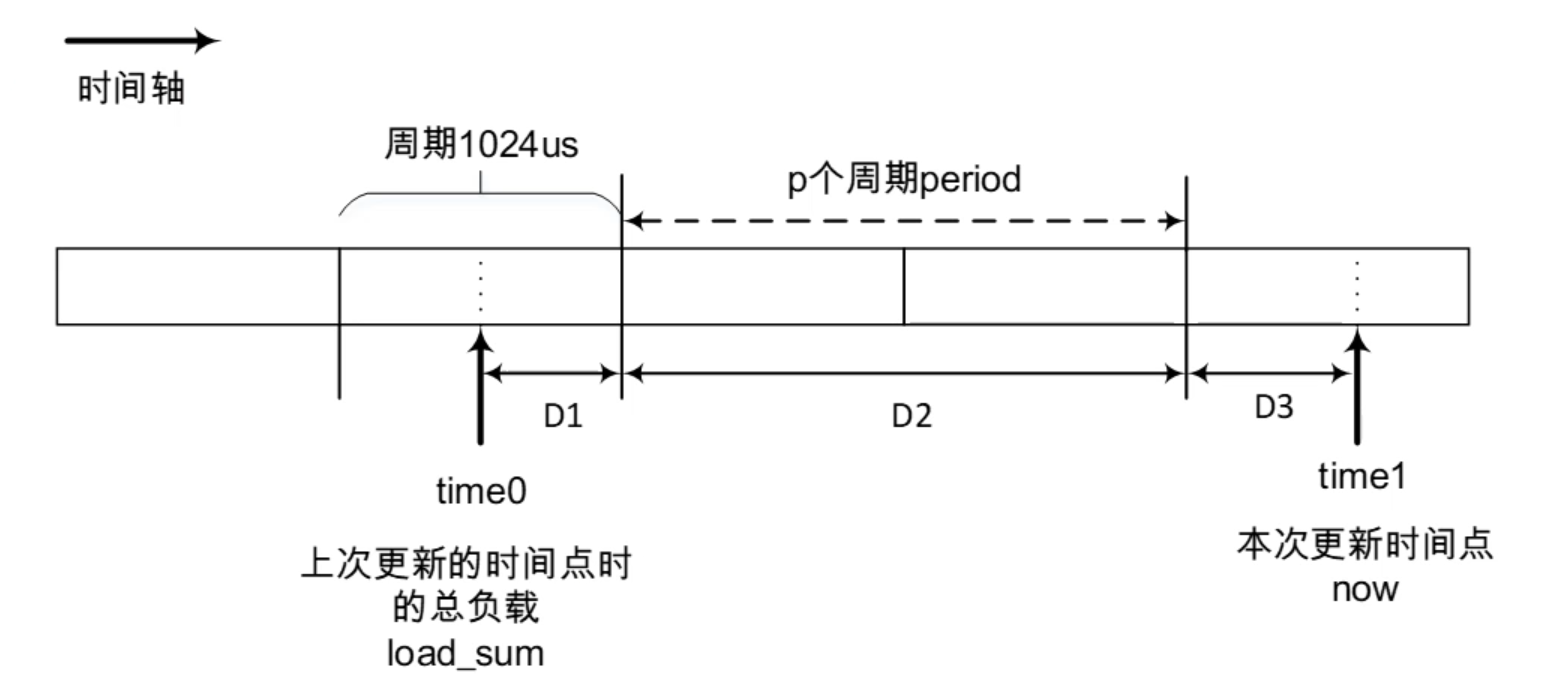 时间轴
周期1024us
p个周期period
D1
D2
D3
time0
time1
上次更新的时间点时
的总负载
load_sum
本次更新时间点
now